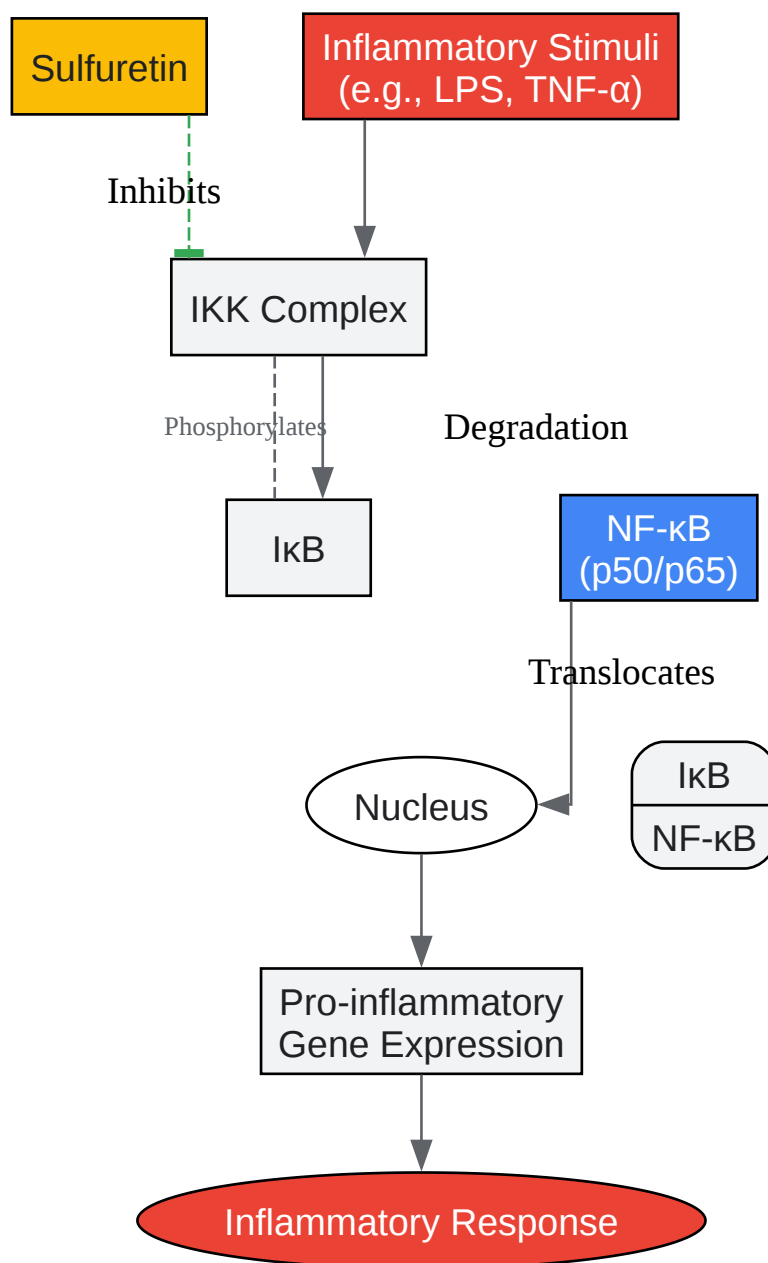 Sulfuretin
Inflammatory Stimuli
(e.g., LPS, TNF-α)
Inhibits
IKK Complex
Phosphorylates
Degradation
IκB
NF-κB
(p50/p65)
Translocates
Nucleus
IκB
NF-κB
Pro-inflammatory
Gene Expression
Inflammatory Response